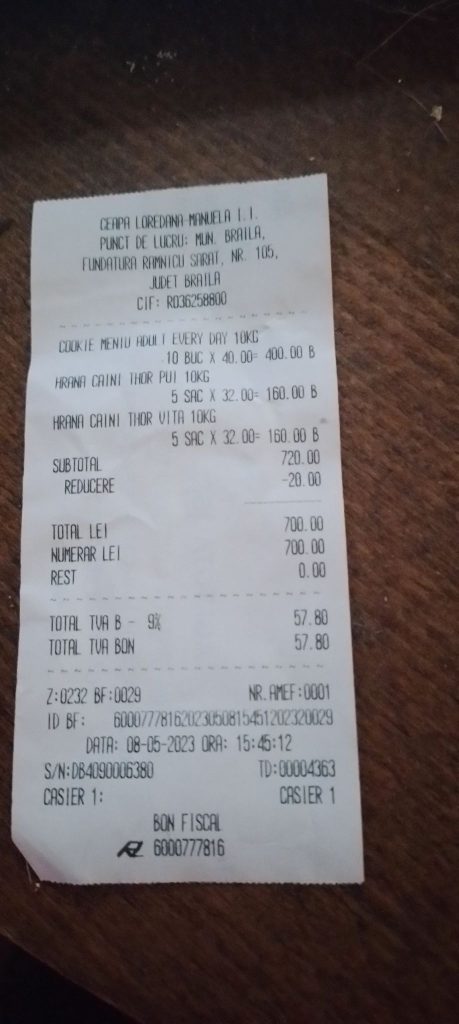 CEAPA LOREDANA-MANUELA I.I.
PUNCT DE LUCRU: MUN. BRAILA,
FUNDATURA RAMNICU SARAT, NR. 105,
JUDET BRAILA
CIF: RO36258800
COOKIE MENIU ADULT EVERY DAY 10KG
10 BUC X 40.00= 400.00 B
HRANA CAINI THOR PUI 10KG
5 SAC X 32.00= 160.00 B
HRANA CAINI THOR VITA 10KG
5 SAC X 32.00= 160.00 B
SUBTOTAL 720.00
REDUCERE -20.00
TOTAL LEI 700.00
NUMERAR LEI 700.00
REST 0.00
TOTAL TVA B - 9% 57.80
TOTAL TVA BON 57.80
Z:0232 BF:0029 NR.AMEF:0001
ID BF: 60007778162023050815451202320029
DATA: 08-05-2023 ORA: 15:45:12
S/N:DB4090006380 TD:00004363
CASIER 1: CASIER 1
BON FISCAL
6000777816